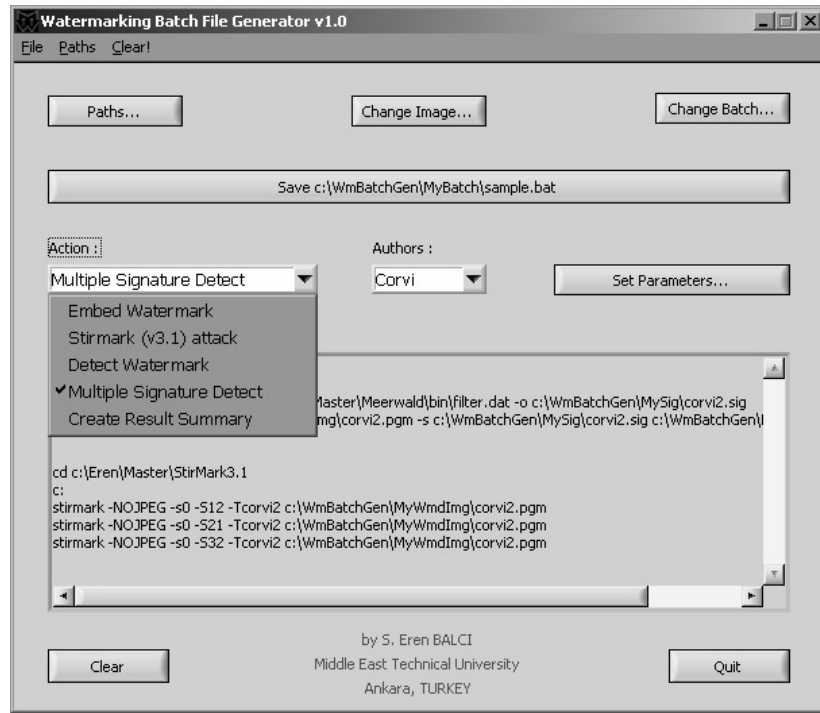 Watermarking Batch File Generator v1.0
File Paths Clear!
Paths... Change Image... Change Batch...
Save c:\WmBatchGen\MyBatch\sample.bat
Action : Authors :
Multiple Signature Detect Corvi Set Parameters...
Embed Watermark
Stirmark (v3.1) attack
Detect Watermark
Multiple Signature Detect
Create Result Summary
Master\Meerwald\bin\filter.dat -o c:\WmBatchGen\MySig\corvi2.sig
mg\corvi2.pgm -s c:\WmBatchGen\MySig\corvi2.sig c:\WmBatchGen\
cd c:\Eren\Master\StirMark3.1
c:
stirmark -NOJPEG -s0 -S12 -Tcorvi2 c:\WmBatchGen\MyWmdImg\corvi2.pgm
stirmark -NOJPEG -s0 -S21 -Tcorvi2 c:\WmBatchGen\MyWmdImg\corvi2.pgm
stirmark -NOJPEG -s0 -S32 -Tcorvi2 c:\WmBatchGen\MyWmdImg\corvi2.pgm
by S. Eren BALCI
Middle East Technical University
Ankara, TURKEY
Clear Quit